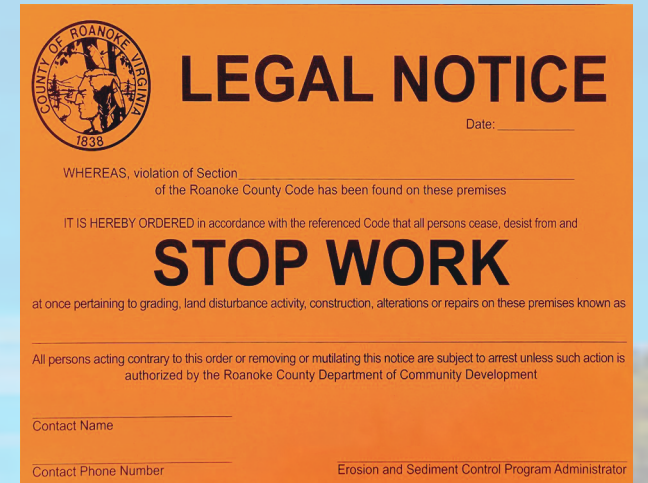 COUNTY OF ROANOKE VIRGINIA
1838
LEGAL NOTICE
Date:
WHEREAS, violation of Section
of the Roanoke County Code has been found on these premises
IT IS HEREBY ORDERED in accordance with the referenced Code that all persons cease, desist from and
STOP WORK
at once pertaining to grading, land disturbance activity, construction, alterations or repairs on these premises known as
All persons acting contrary to this order or removing or mutilating this notice are subject to arrest unless such action is
authorized by the Roanoke County Department of Community Development
Contact Name
Contact Phone Number
Erosion and Sediment Control Program Administrator